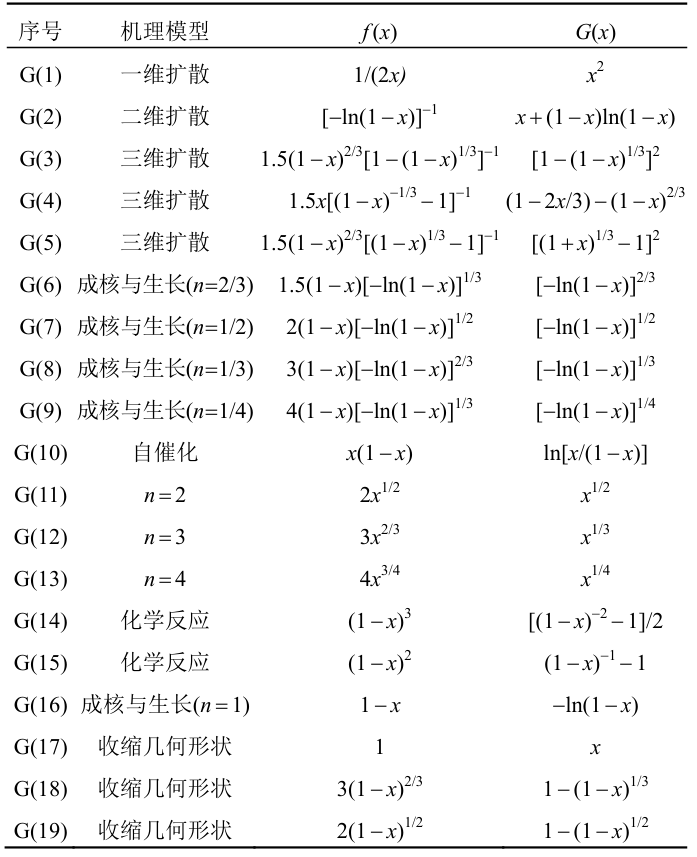 序号 机理模型 f(x) G(x)
G(1) 一维扩散 1/(2x) x²
G(2) 二维扩散 [−ln(1−x)]⁻¹ x+(1−x)ln(1−x)
G(3) 三维扩散 1.5(1−x)^2/3[1−(1−x)^1/3]⁻¹ [1−(1−x)^1/3]²
G(4) 三维扩散 1.5x[(1−x)^−1/3−1]⁻¹ (1−2x/3)−(1−x)^2/3
G(5) 三维扩散 1.5(1−x)^2/3[(1−x)^1/3−1]⁻¹ [(1+x)^1/3−1]²
G(6) 成核与生长(n=2/3) 1.5(1−x)[−ln(1−x)]^1/3 [−ln(1−x)]^2/3
G(7) 成核与生长(n=1/2) 2(1−x)[−ln(1−x)]^1/2 [−ln(1−x)]^1/2
G(8) 成核与生长(n=1/3) 3(1−x)[−ln(1−x)]^2/3 [−ln(1−x)]^1/3
G(9) 成核与生长(n=1/4) 4(1−x)[−ln(1−x)]^1/3 [−ln(1−x)]^1/4
G(10) 自催化 x(1−x) ln[x/(1−x)]
G(11) n=2 2x^1/2 x^1/2
G(12) n=3 3x^2/3 x^1/3
G(13) n=4 4x^3/4 x^1/4
G(14) 化学反应 (1−x)³ [(1−x)⁻²−1]/2
G(15) 化学反应 (1−x)² (1−x)⁻¹−1
G(16) 成核与生长(n=1) 1−x −ln(1−x)
G(17) 收缩几何形状 1 x
G(18) 收缩几何形状 3(1−x)^2/3 1−(1−x)^1/3
G(19) 收缩几何形状 2(1−x)^1/2 1−(1−x)^1/2